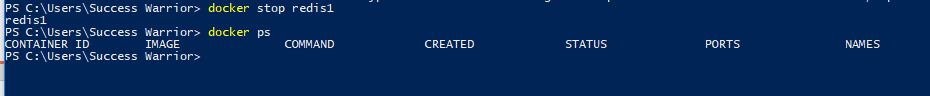 PS C:\Users\Success Warrior> docker stop redis1
redis1
PS C:\Users\Success Warrior> docker ps
CONTAINER ID IMAGE COMMAND CREATED STATUS PORTS NAMES
PS C:\Users\Success Warrior>